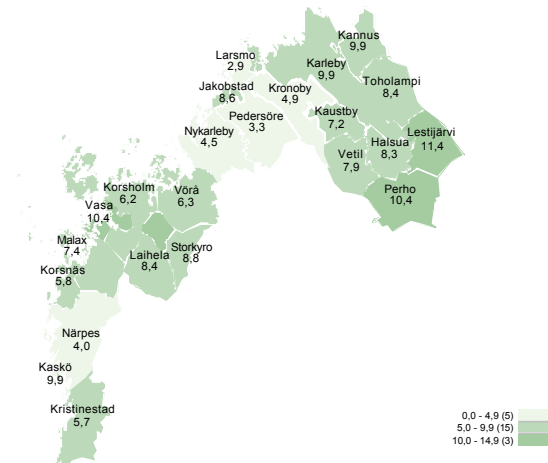 Kannus
9,9
Larsmo
2,9
Karleby
9,9
Toholampi
8,4
Jakobstad
8,6
Kronoby
4,9
Pedersöre
3,3
Kaustby
7,2
Lestijärvi
11,4
Nykarleby
4,5
Halsua
8,3
Vetil
7,9
Perho
10,4
Korsholm
6,2
Vörå
6,3
Vasa
10,4
Malax
7,4
Storkyro
8,8
Laihela
8,4
Korsnäs
5,8
Närpes
4,0
Kaskö
9,9
Kristinestad
5,7
0,0 - 4,9 (5)
5,0 - 9,9 (15)
10,0 - 14,9 (3)